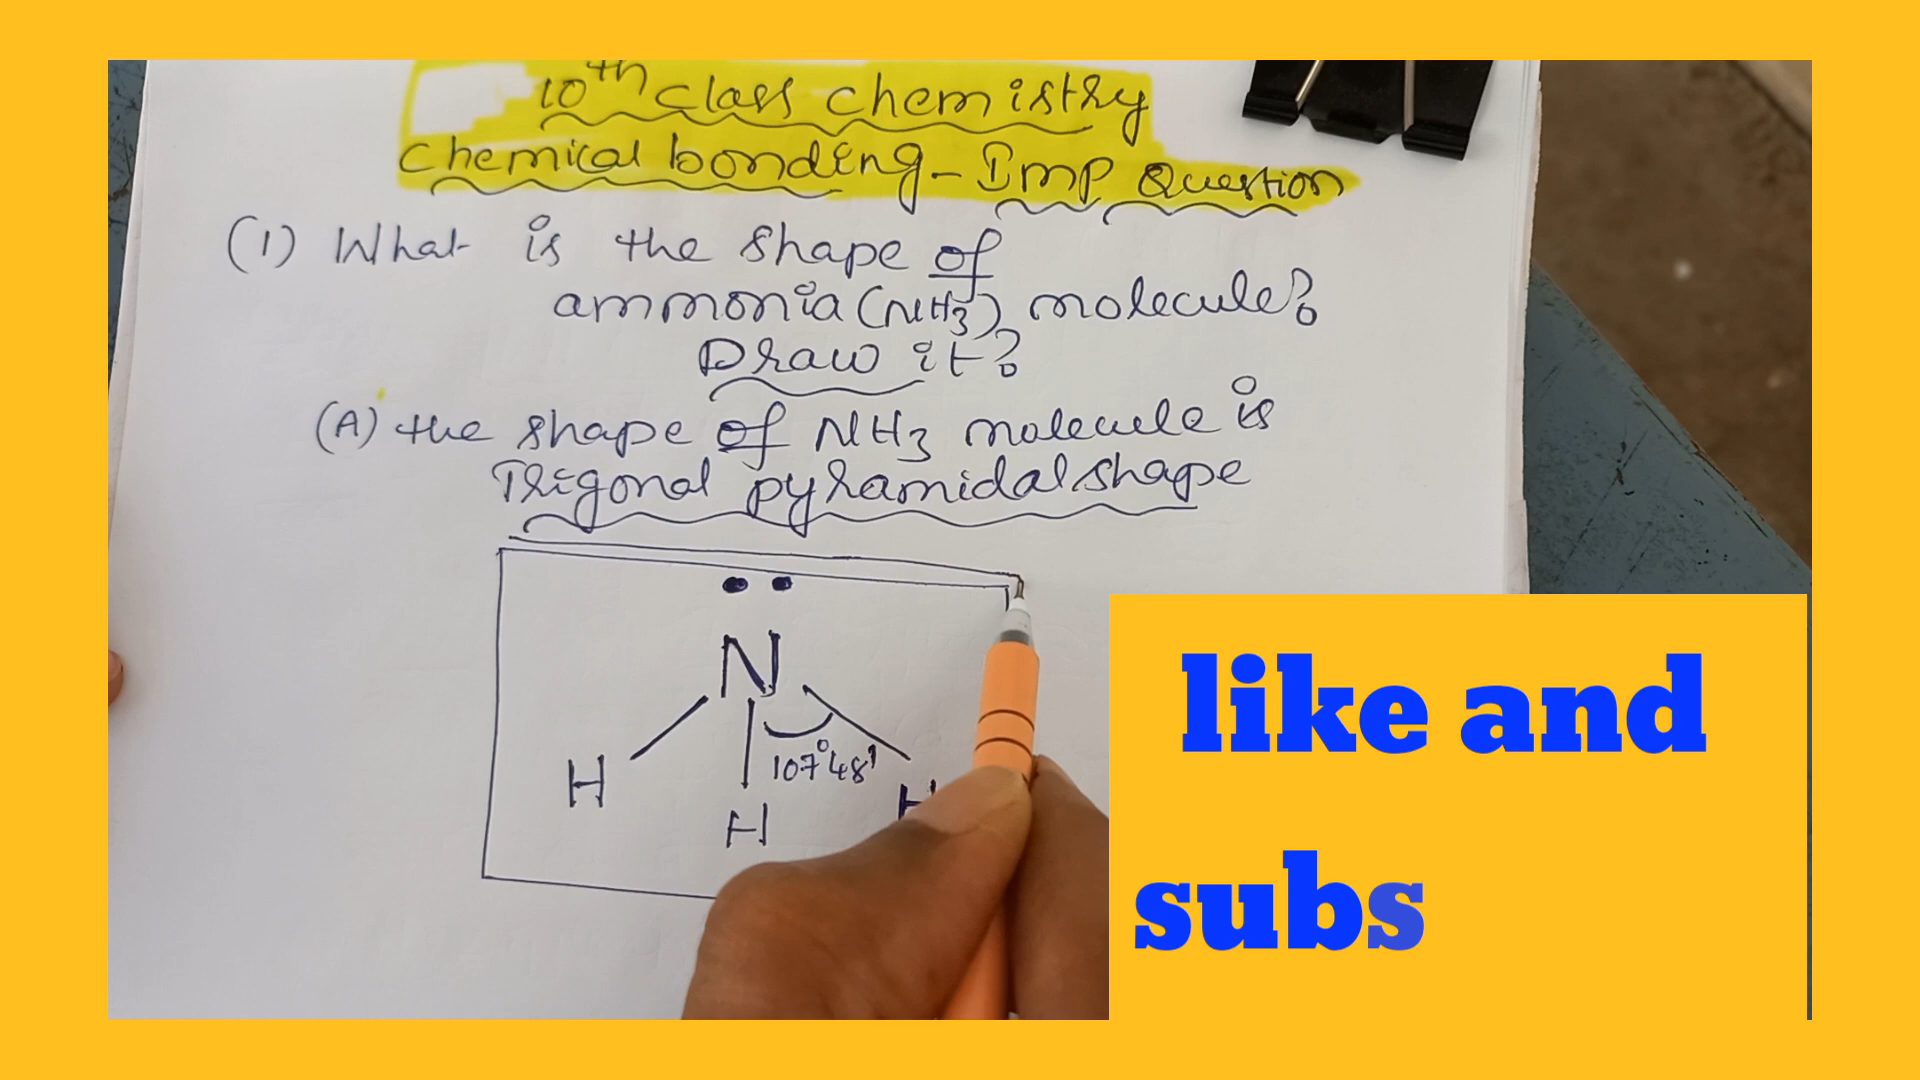 10th class chemistry
chemical bonding - Imp Question
(1) What is the shape of
ammonia (NH3) molecule?
Draw it?
(A) the shape of NH3 molecule is
Trigonal pyramidal shape
N
107°48'
H
H
H
like and
subs